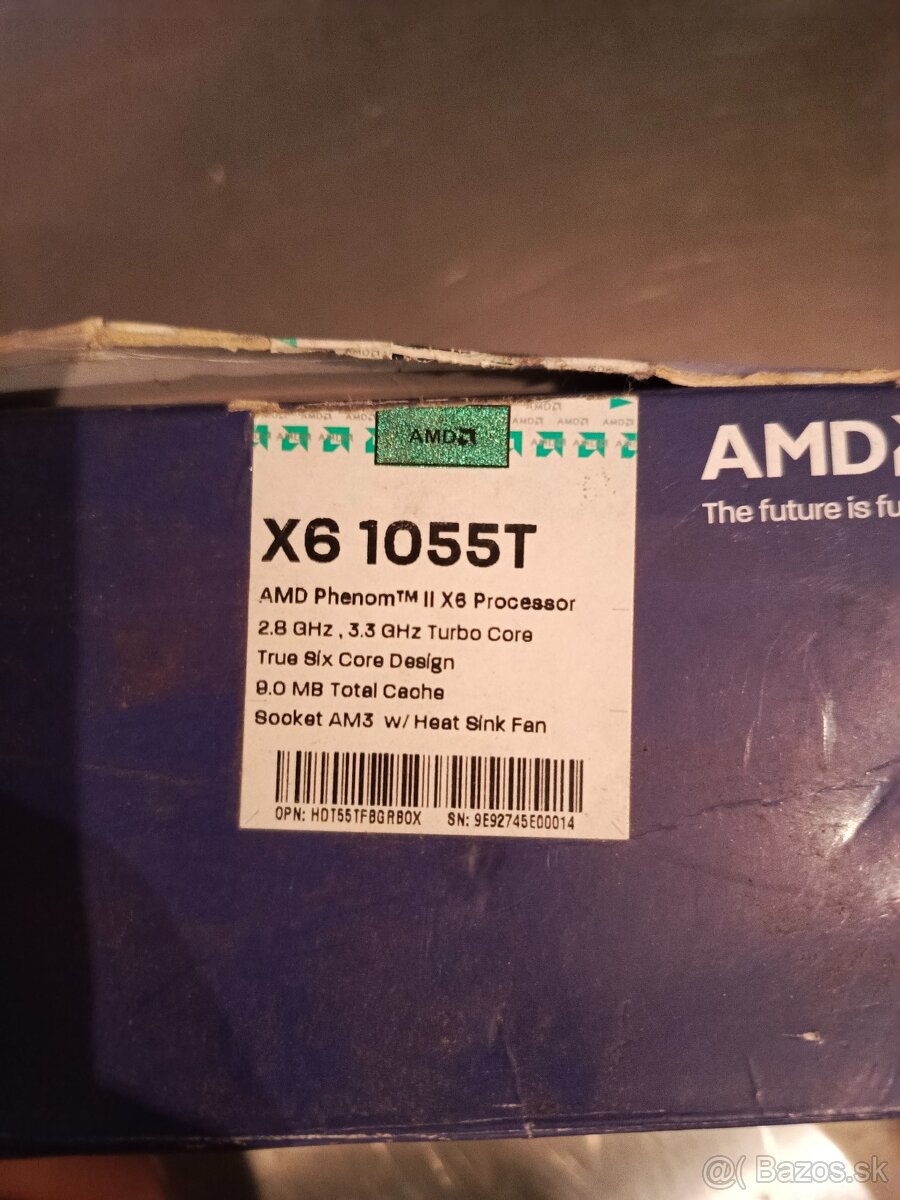 AMD
AMD
The future is fu
X6 1055T
AMD Phenom™ II X6 Processor
2.8 GHz , 3.3 GHz Turbo Core
True Six Core Design
9.0 MB Total Cache
Socket AM3 w/ Heat Sink Fan
OPN: HDT55TFBGRBOX SN: 9E92745E00014
@( Bazos.sk